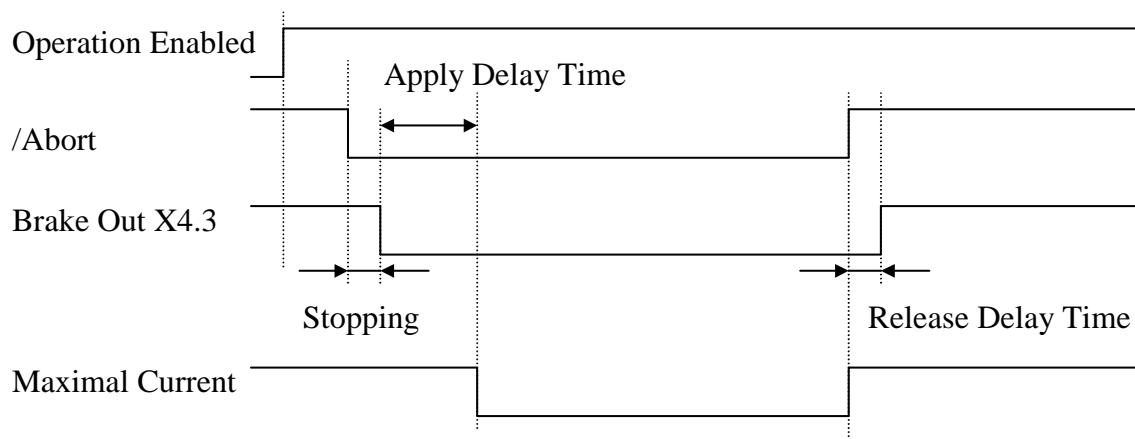 Operation Enabled
Apply Delay Time
/Abort
Brake Out X4.3
Stopping
Release Delay Time
Maximal Current